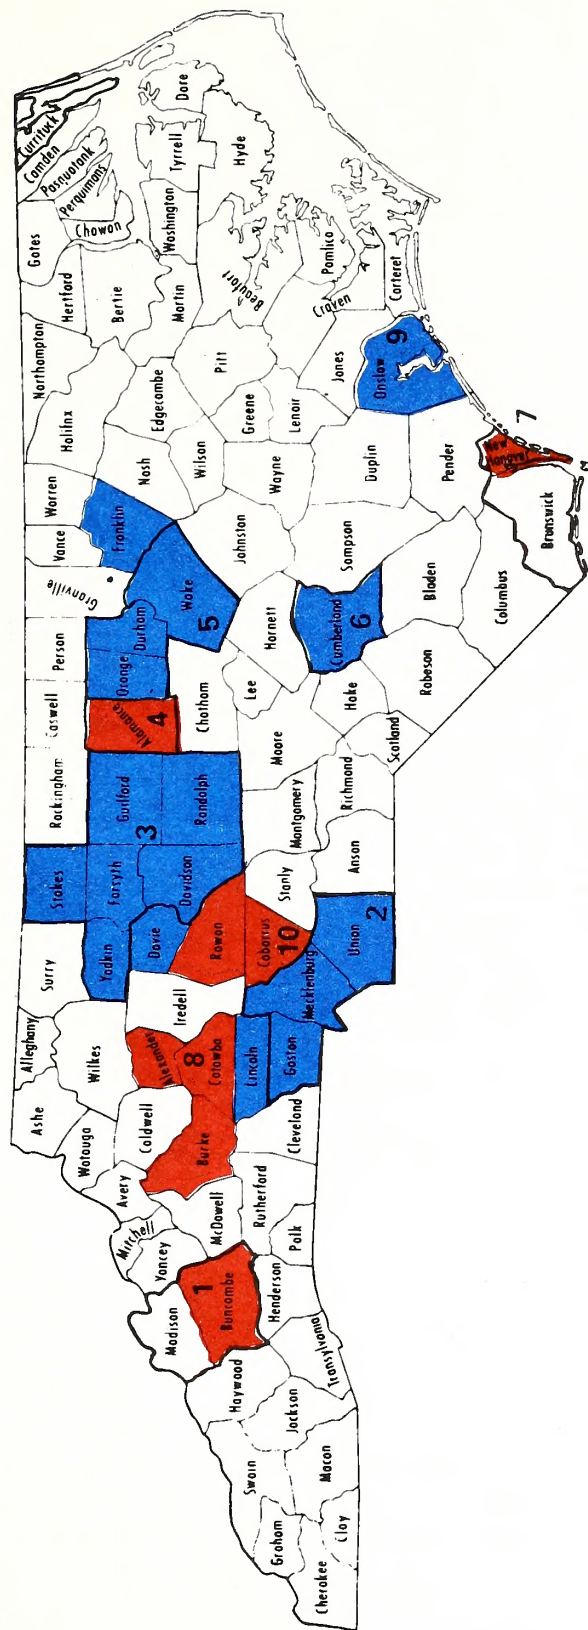 Currituck
Camden
Pasquotank
Perquimans
Gates
Chowan
Hertford
Northampton
Halifax
Warren
Vance
Granville
Person
Caswell
Rockingham
Stokes
Surry
Alleghany
Ashe
Dare
Tyrrell
Washington
Bertie
Martin
Edgecombe
Nash
Franklin
Wake
5
Durham
Orange
Alamance
4
Guilford
3
Forsyth
Yadkin
Wilkes
Watauga
Hyde
Beaufort
Pitt
Wilson
Johnston
Chatham
Randolph
Davidson
Davie
Iredell
Alexander
Caldwell
Avery
Mitchell
Yancey
Madison
Pamlico
Craven
Greene
Lenoir
Wayne
Harnett
Lee
Moore
Montgomery
Stanly
Rowan
Cabarrus
10
Catawba
8
Burke
McDowell
Buncombe
1
Haywood
Swain
Graham
Cherokee
Carteret
Jones
Onslow
9
Duplin
Sampson
Cumberland
6
Hoke
Scotland
Richmond
Anson
Union
2
Mecklenburg
Lincoln
Gaston
Cleveland
Rutherford
Polk
Henderson
Transylvania
Jackson
Macon
Clay
Pender
New
Hanover
7
Brunswick
Bladen
Columbus
Robeson